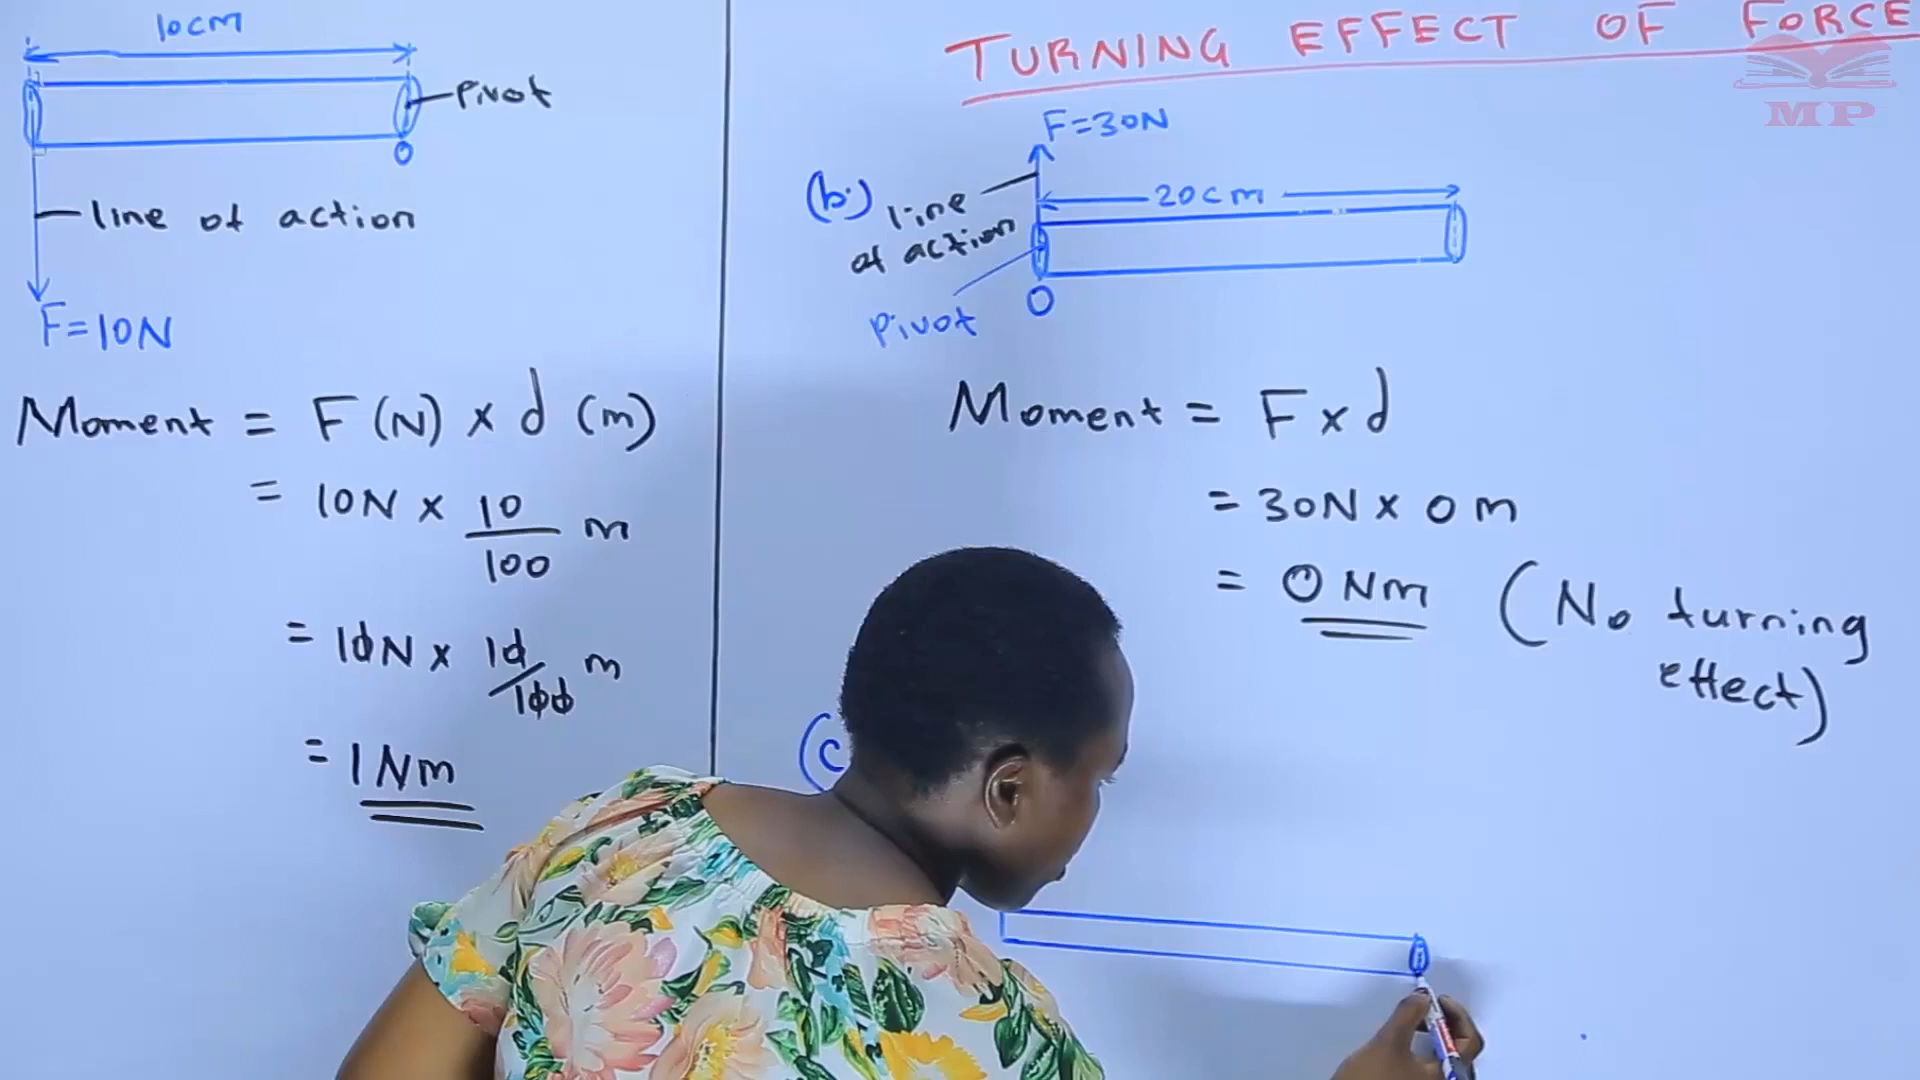 TURNING EFFECT OF FORCE
MP
10cm
Pivot
O
line of action
F=10N
Moment = F (N) x d (m)
= 10N x 10/100 m
= 10N x 10/100 m
= 1Nm
(b.)
F=30N
line
of action
20cm
Pivot
O
Moment = F x d
= 30N x 0 m
= 0 Nm (No turning
effect)
(c